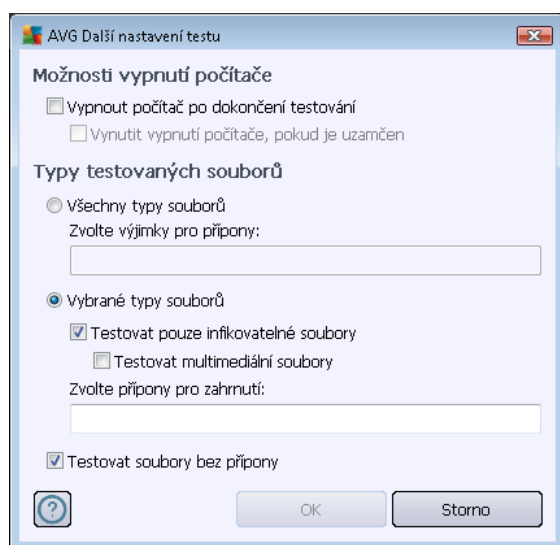 AVG Další nastavení testu
Možnosti vypnutí počítače
Vypnout počítač po dokončení testování
Vynutit vypnutí počítače, pokud je uzamčen
Typy testovaných souborů
Všechny typy souborů
Zvolte výjimky pro přípony:
Vybrané typy souborů
Testovat pouze infikovatelné soubory
Testovat multimediální soubory
Zvolte přípony pro zahrnutí:
Testovat soubory bez přípony
?
OK
Storno